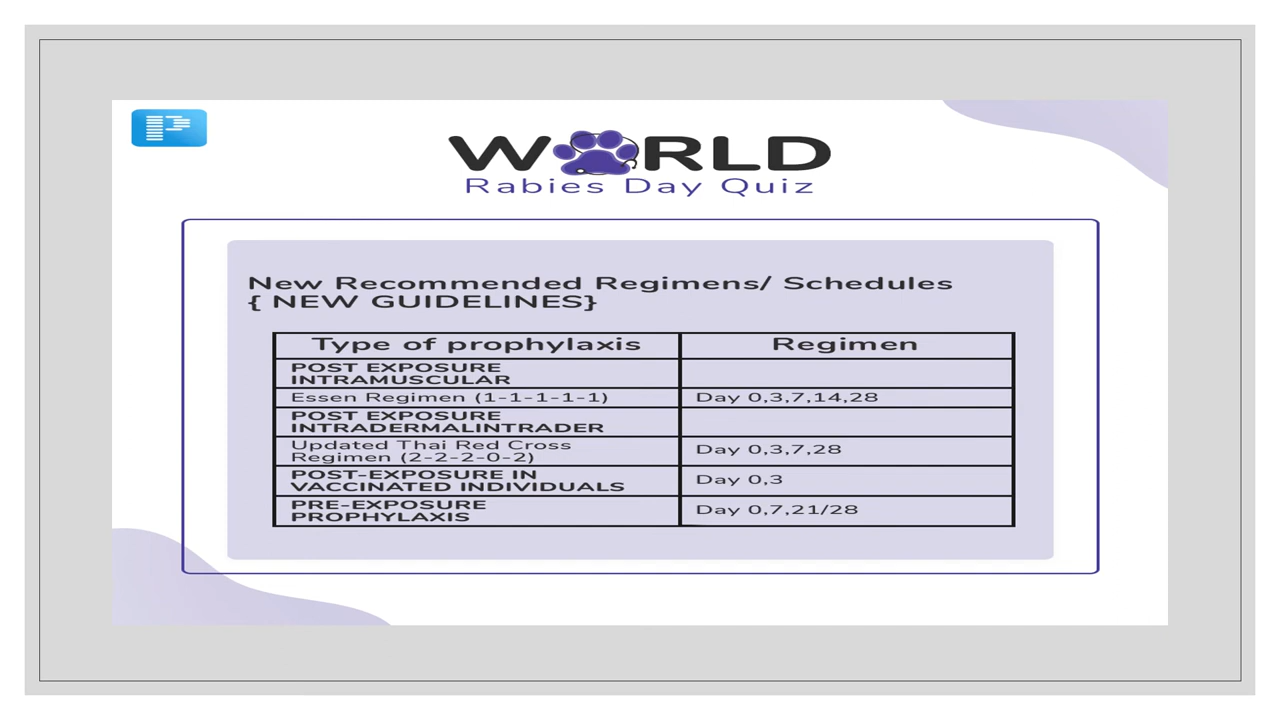 WORLD
Rabies Day Quiz
New Recommended Regimens/ Schedules
{ NEW GUIDELINES}
Type of prophylaxis Regimen
POST EXPOSURE
INTRAMUSCULAR
Essen Regimen (1-1-1-1-1) Day 0,3,7,14,28
POST EXPOSURE
INTRADERMALINTRADER
Updated Thai Red Cross
Regimen (2-2-2-0-2) Day 0,3,7,28
POST-EXPOSURE IN
VACCINATED INDIVIDUALS Day 0,3
PRE-EXPOSURE
PROPHYLAXIS Day 0,7,21/28